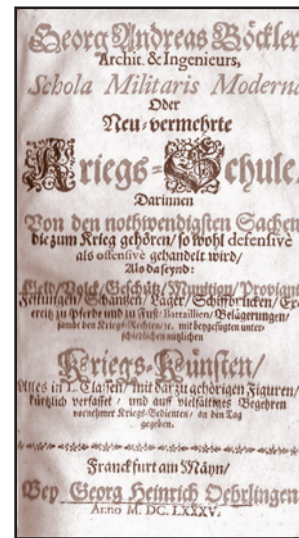 Georg Andreas Böckler
Archit. & Ingenieurs,
Schola Militaris Moderna
Oder
Neu-vermehrte
Kriegs-Schule/
Darinnen
Von den nothwendigsten Sachen
die zum Krieg gehören/ so wohl defensivè
als offensivè gehandelt wird/
Als da seynd:
Geld/ Volck/ Geschütz/ Munition/ Proviant/
Festungen/ Schantzen/ Läger/ Schiffbrücken/ Ex-
ercitz zu Pferde und zu Fuß/ Battaillien/ Belägerungen/
sambt den Kriegs-Rechten/ ꝛc. mit beygefügten unter-
schiedlichen nützlichen
Kriegs-Künsten/
Alles in L. Classen/ mit dar zu gehörigen Figuren/
kürtzlich verfasset/ und auff vielfältiges Begehren
vornehmer Kriegs-Bedienten/ an den Tag
gegeben.
Franckfurt am Mäyn/
Bey Georg Heinrich Oehrlingen
Anno M. DC. LXXXV.